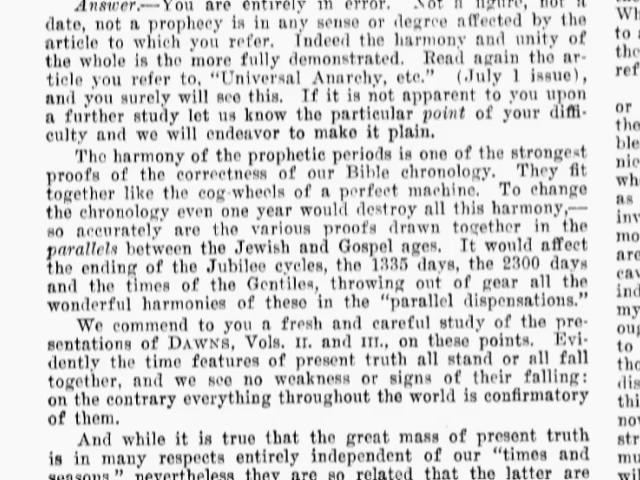 Answer.—You are entirely in error. Not a figure, not a
date, not a prophecy is in any sense or degree affected by the
article to which you refer. Indeed the harmony and unity of
the whole is the more fully demonstrated. Read again the ar-
ticle you refer to, "Universal Anarchy, etc." (July 1 issue),
and you surely will see this. If it is not apparent to you upon
a further study let us know the particular point of your diffi-
culty and we will endeavor to make it plain.
The harmony of the prophetic periods is one of the strongest
proofs of the correctness of our Bible chronology. They fit
together like the cog-wheels of a perfect machine. To change
the chronology even one year would destroy all this harmony,—
so accurately are the various proofs drawn together in the
parallels between the Jewish and Gospel ages. It would affect
the ending of the Jubilee cycles, the 1335 days, the 2300 days
and the times of the Gentiles, throwing out of gear all the
wonderful harmonies of these in the "parallel dispensations."
We commend to you a fresh and careful study of the pre-
sentations of DAWNS, Vols. II. and III., on these points. Evi-
dently the time features of present truth all stand or all fall
together, and we see no weakness or signs of their falling:
on the contrary everything throughout the world is confirmatory
of them.
And while it is true that the great mass of present truth
is in many respects entirely independent of our "times and
seasons," nevertheless they are so related that the latter are